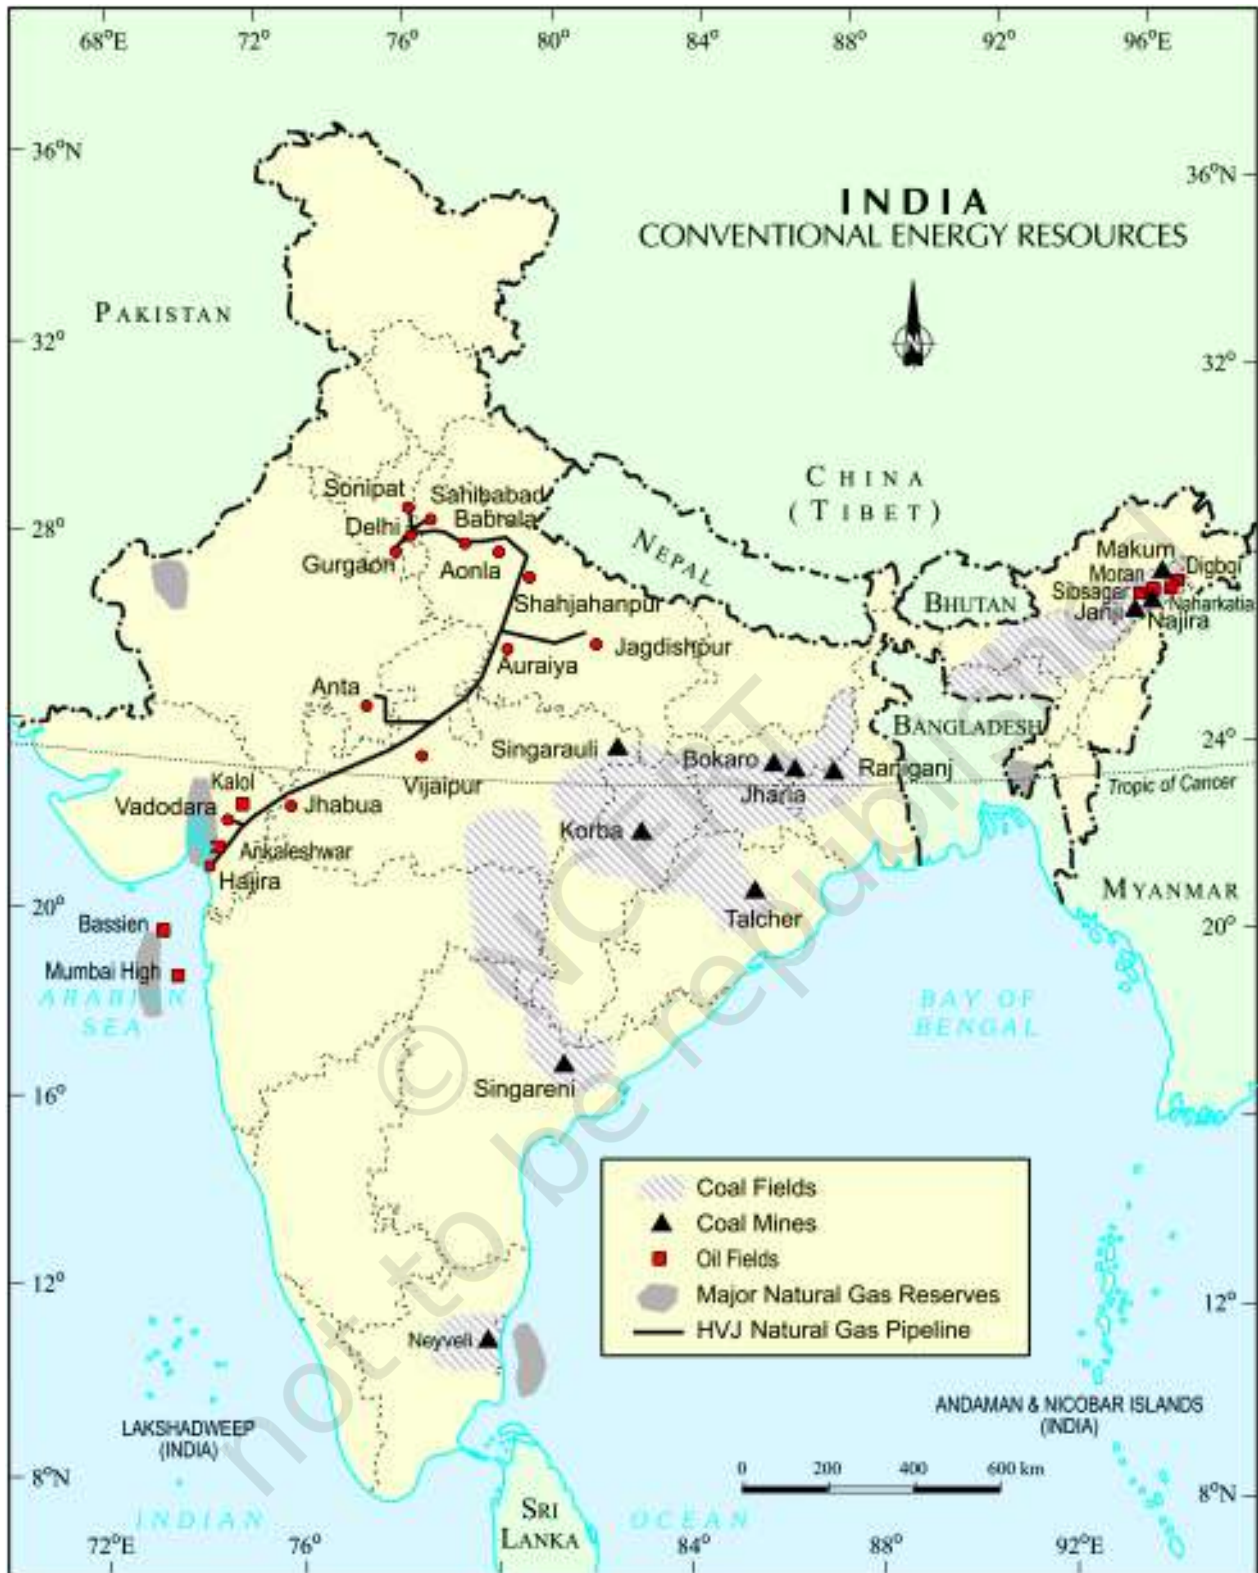 68°E 72° 76° 80° 84° 88° 92° 96°E
36°N
36°N
INDIA
CONVENTIONAL ENERGY RESOURCES
PAKISTAN
N
32°
32°
CHINA
(TIBET)
Sonipat
Sahibabad
Delhi
Babrala
28°
28°
Gurgaon
Aonla
NEPAL
Makum
Digboi
Moran
Shahjahanpur
BHUTAN
Sibsagar
Naharkatia
Janji
Najira
Jagdishpur
Auraiya
Anta
BANGLADESH
24°
Singarauli
Bokaro
Raniganj
Vijaipur
Kalol
Jharia
Tropic of Cancer
Vadodara
Jhabua
Korba
Ankaleshwar
Hajira
MYANMAR
20°
20°
Bassien
Talcher
Mumbai High
ARABIAN
SEA
BAY OF
BENGAL
16°
Singareni
Coal Fields
Coal Mines
Oil Fields
Major Natural Gas Reserves
HVJ Natural Gas Pipeline
12°
12°
Neyveli
ANDAMAN & NICOBAR ISLANDS
(INDIA)
LAKSHADWEEP
(INDIA)
0 200 400 600 km
8°N
8°N
SRI
LANKA
INDIAN
OCEAN
72°E 76° 84° 88° 92°E
© NCERT
not to be republished